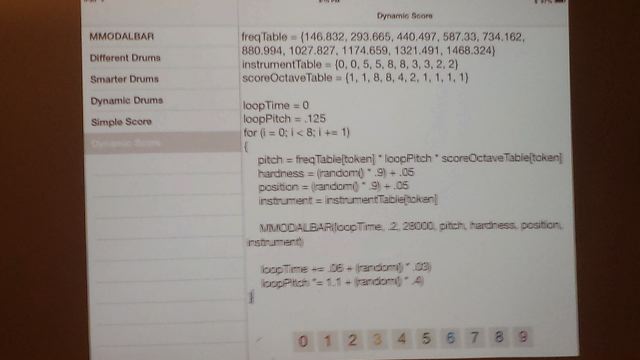 Dynamic Score
MMODALBAR
Different Drums
Smarter Drums
Dynamic Drums
Simple Score
Dynamic Score
freqTable = {146.832, 293.665, 440.497, 587.33, 734.162,
880.994, 1027.827, 1174.659, 1321.491, 1468.324}
instrumentTable = {0, 0, 5, 5, 8, 8, 3, 3, 2, 2}
scoreOctaveTable = {1, 1, 8, 8, 4, 2, 1, 1, 1, 1}
loopTime = 0
loopPitch = .125
for (i = 0; i < 8; i += 1)
{
pitch = freqTable[token] * loopPitch * scoreOctaveTable[token]
hardness = (random() * .9) + .05
position = (random() * .9) + .05
instrument = instrumentTable[token]
MMODALBAR(loopTime, .2, 28000, pitch, hardness, position,
instrument)
loopTime += .06 + (random() * .03)
loopPitch *= 1.1 + (random() * .4)
}
0 1 2 3 4 5 6 7 8 9